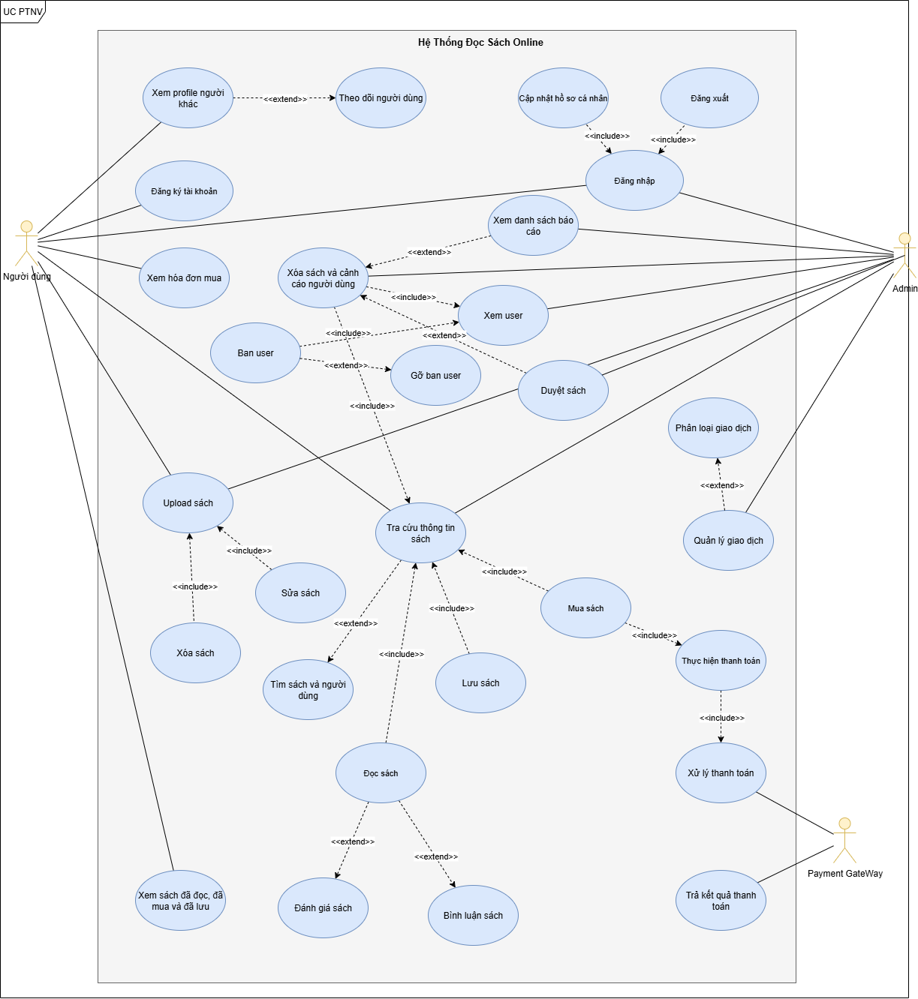 UC PTNV
Hệ Thống Đọc Sách Online
Xem profile người
khác
<<extend>>
Theo dõi người dùng
Cập nhật hồ sơ cá nhân
Đăng xuất
<<include>>
<<include>>
Đăng ký tài khoản
Đăng nhập
Xem danh sách báo
cáo
<<extend>>
Người dùng
Xem hóa đơn mua
Xóa sách và cảnh
cáo người dùng
Admin
<<include>>
Xem user
<<include>>
<<extend>>
Ban user
<<extend>>
Gỡ ban user
Duyệt sách
<<include>>
Phân loại giao dịch
<<extend>>
Upload sách
Tra cứu thông tin
sách
Quản lý giao dịch
<<include>>
<<include>>
<<include>>
Sửa sách
Mua sách
<<include>>
<<extend>>
<<include>>
Xóa sách
<<include>>
Thực hiện thanh toán
Tìm sách và người
dùng
Lưu sách
<<include>>
Đọc sách
Xử lý thanh toán
<<extend>>
<<extend>>
Payment GateWay
Xem sách đã đọc, đã
mua và đã lưu
Đánh giá sách
Bình luận sách
Trả kết quả thanh
toán